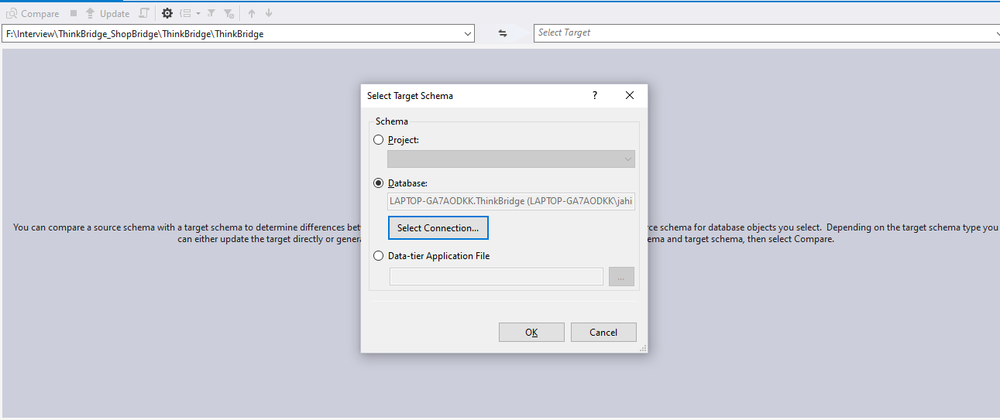 Compare
Update
F:\Interview\ThinkBridge_ShopBridge\ThinkBridge\ThinkBridge
Select Target
Select Target Schema
?
Schema
Project:
Database:
LAPTOP-GA7AODKK.ThinkBridge (LAPTOP-GA7AODKK\jahi
Select Connection...
You can compare a source schema with a target schema to determine differences bet
rce schema for database objects you select. Depending on the target schema type you
can either update the target directly or gener
ema and target schema, then select Compare.
Data-tier Application File
...
OK
Cancel